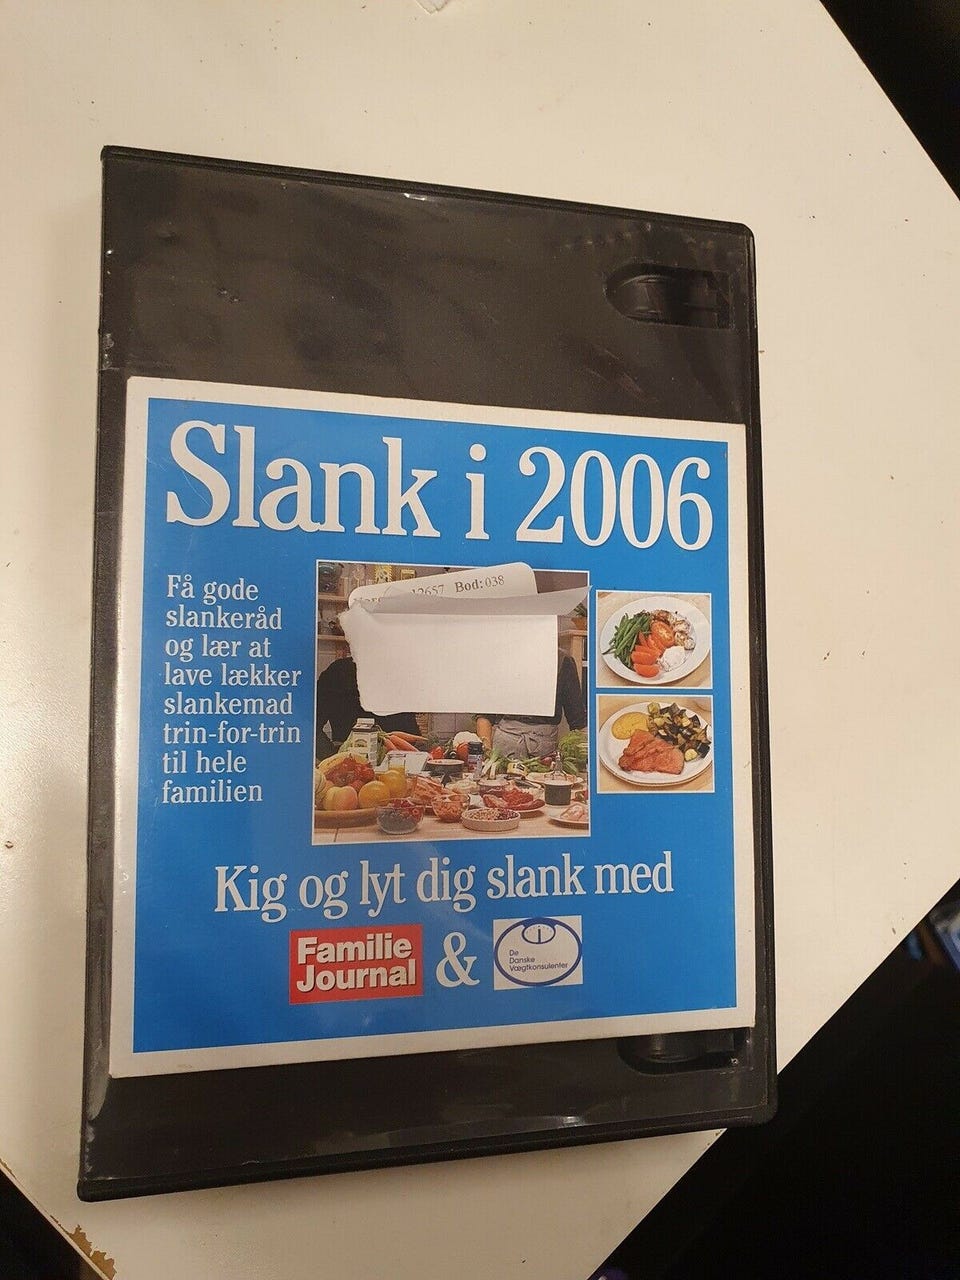 Slank i 2006
Få gode
slankeråd
og lær at
lave lækker
slankemad
trin-for-trin
til hele
familien
2657 Bod: 038
Kig og lyt dig slank med
Familie
Journal
&
De
Danske
Vægtkonsulenter